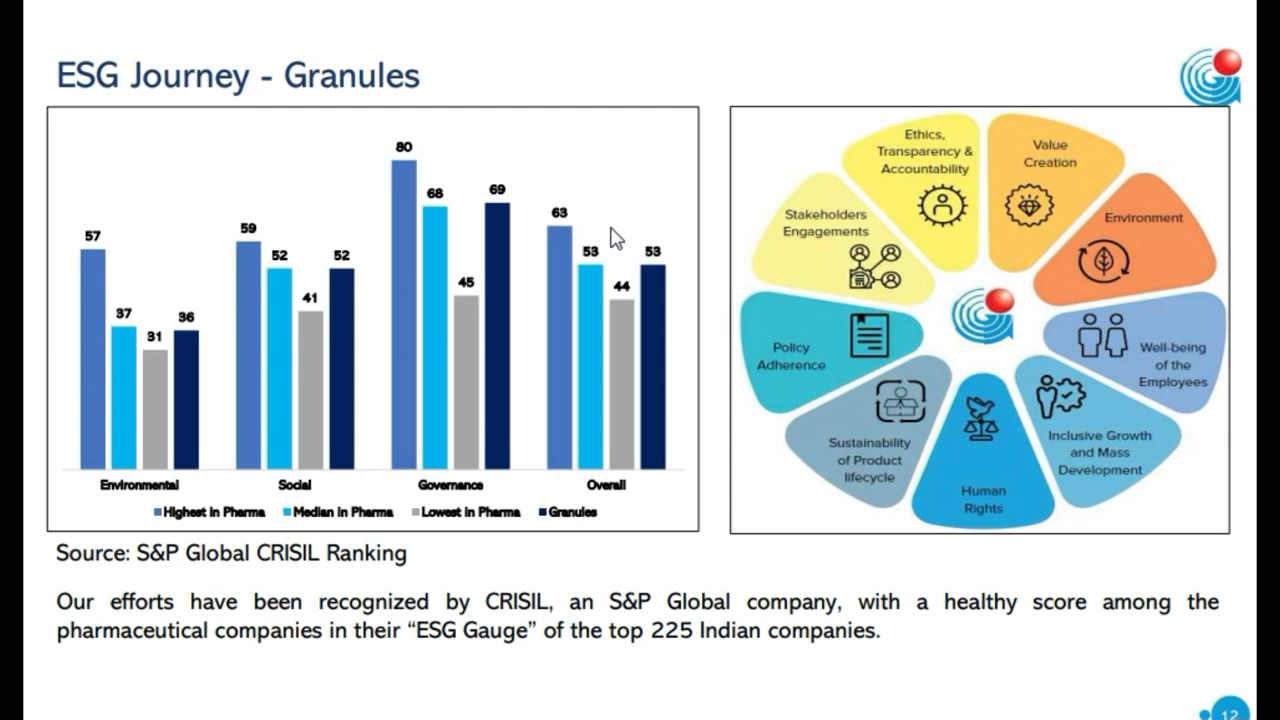 ESG Journey - Granules
80
69
68
63
59
57
53
53
52
52
45
44
41
37
36
31
Environmental
Social
Governance
Overall
Highest in Pharma
Median in Pharma
Lowest in Pharma
Granules
Ethics,
Transparency &
Accountability
Value
Creation
Environment
Well-being
of the
Employees
Inclusive Growth
and Mass
Development
Human
Rights
Sustainability
of Product
lifecycle
Policy
Adherence
Stakeholders
Engagements
Source: S&P Global CRISIL Ranking
Our efforts have been recognized by CRISIL, an S&P Global company, with a healthy score among the
pharmaceutical companies in their “ESG Gauge” of the top 225 Indian companies.
12